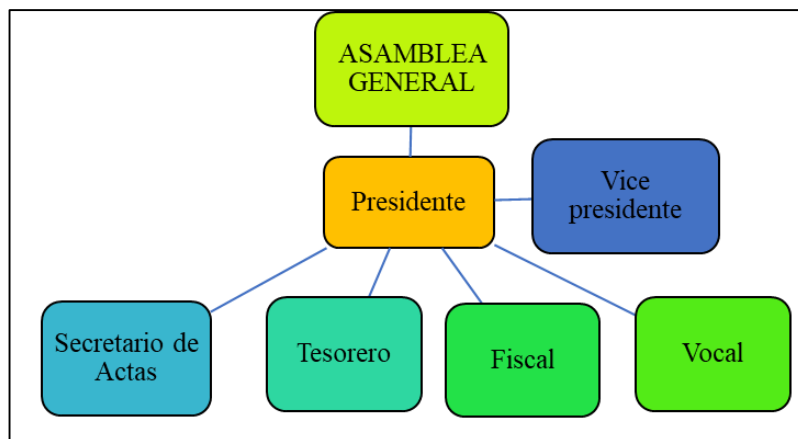 ASAMBLEA
GENERAL
Presidente
Vice
presidente
Secretario de
Actas
Tesorero
Fiscal
Vocal